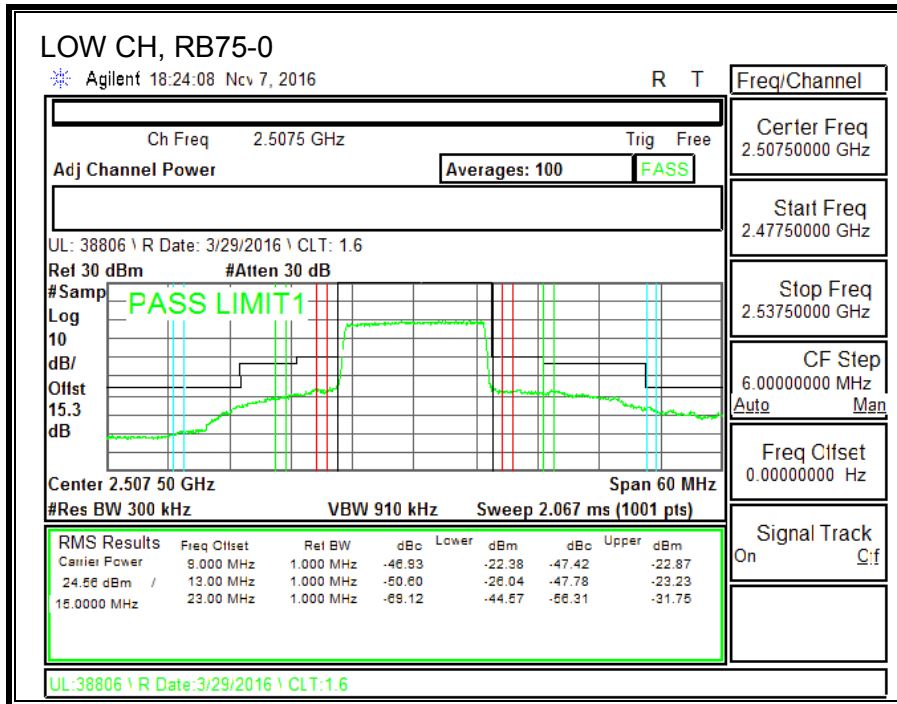 LOW CH, RB75-0
Agilent 18:24:08 Nov 7, 2016 R T
Freq/Channel
Ch Freq 2.5075 GHz Trig Free
Adj Channel Power Averages: 100 PASS
UL: 38806 \ R Date: 3/29/2016 \ CLT: 1.6
Ref 30 dBm #Atten 30 dB
#Samp
Log
10
dB/
Offst
15.3
dB
PASS LIMIT1
Center 2.507 50 GHz Span 60 MHz
#Res BW 300 kHz VBW 910 kHz Sweep 2.067 ms (1001 pts)
RMS Results Freq Offset Ref BW dBc Lower dBm dBc Upper dBm
Carrier Power 9.000 MHz 1.000 MHz -46.93 -22.38 -47.42 -22.87
24.56 dBm / 13.00 MHz 1.000 MHz -50.60 -26.04 -47.78 -23.23
15.0000 MHz 23.00 MHz 1.000 MHz -69.12 -44.57 -56.31 -31.75
UL:38806 \ R Date:3/29/2016 \ CLT:1.6
Center Freq
2.50750000 GHz
Start Freq
2.47750000 GHz
Stop Freq
2.53750000 GHz
CF Step
6.00000000 MHz
Auto Man
Freq Offset
0.00000000 Hz
Signal Track
On Off